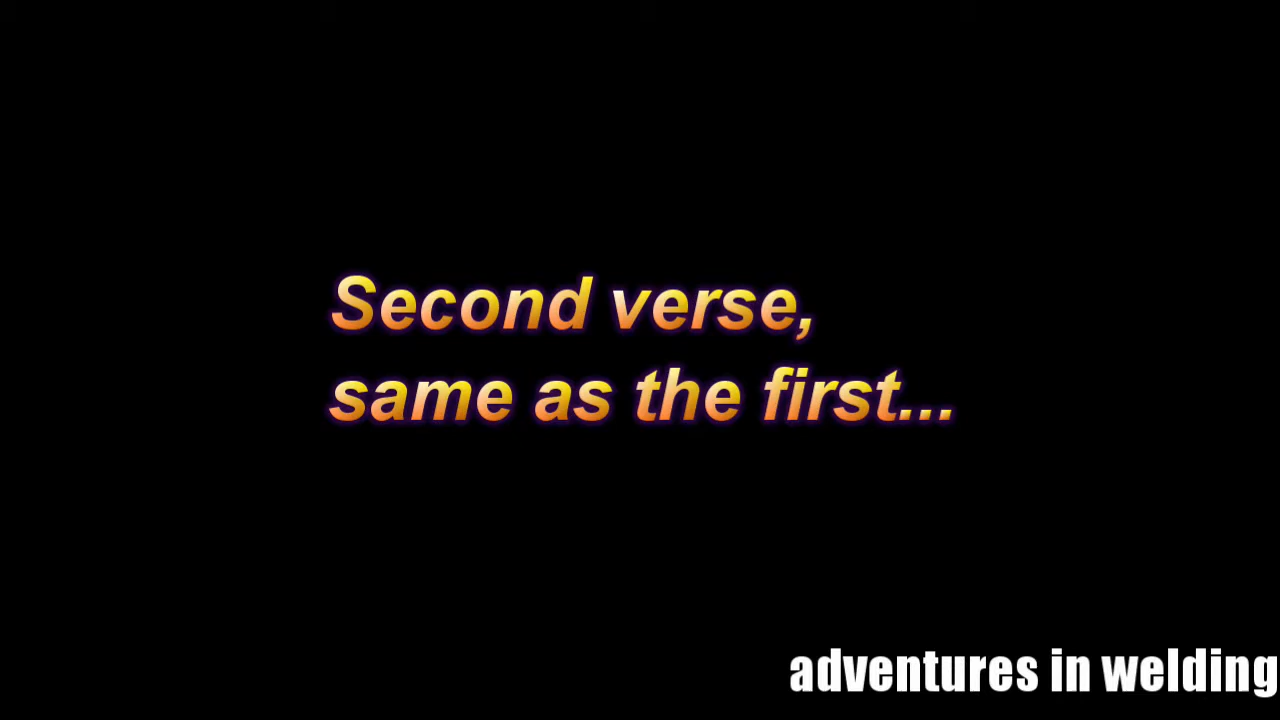 Second verse,
same as the first...
adventures in welding